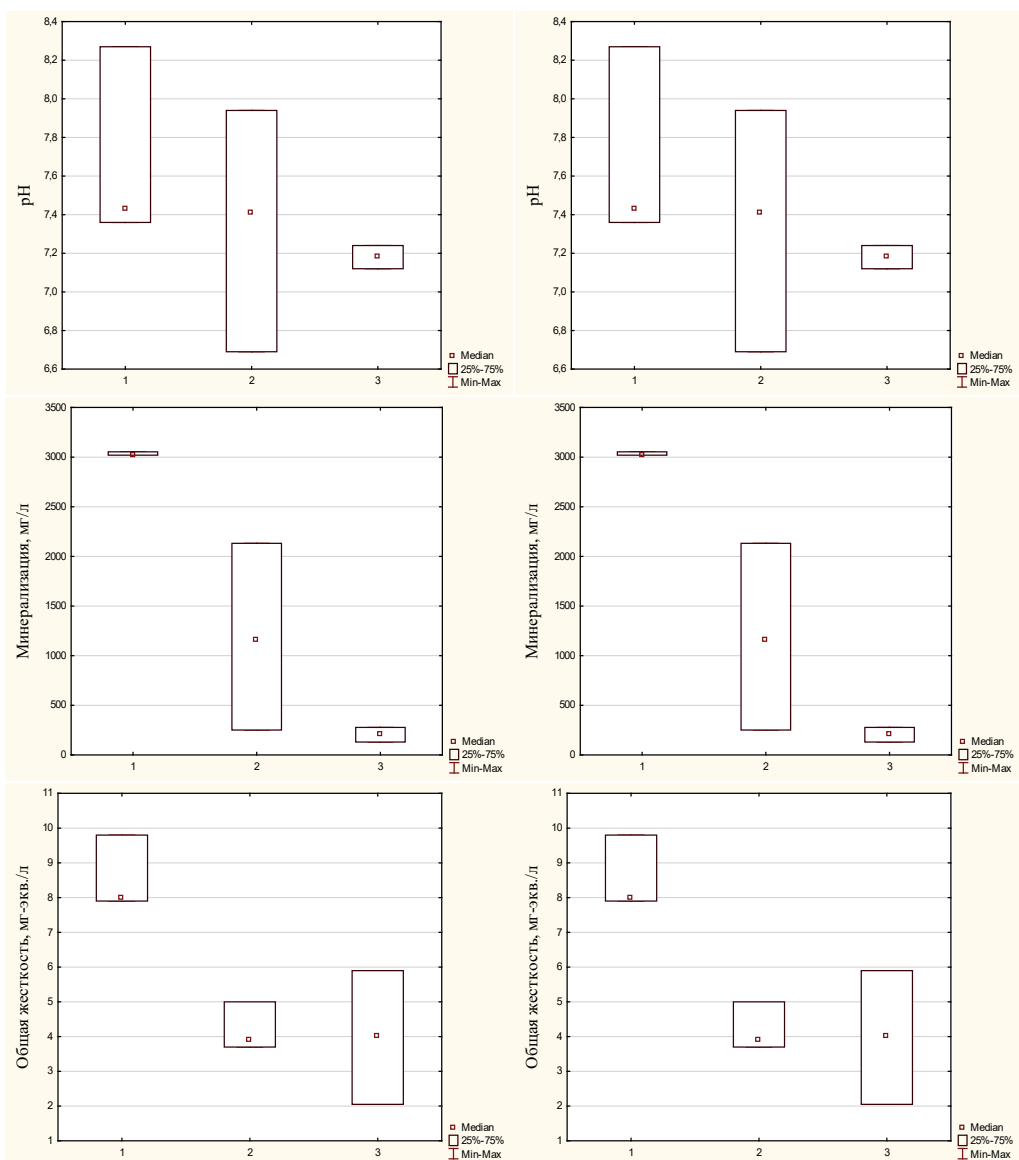 8,4
8,2
8,0
7,8
7,6
7,4
7,2
7,0
6,8
6,6
pH
1 2 3
Median
25%-75%
Min-Max
8,4
8,2
8,0
7,8
7,6
7,4
7,2
7,0
6,8
6,6
pH
1 2 3
Median
25%-75%
Min-Max
3500
3000
2500
2000
1500
1000
500
0
Минерализация, мг/л
1 2 3
Median
25%-75%
Min-Max
3500
3000
2500
2000
1500
1000
500
0
Минерализация, мг/л
1 2 3
Median
25%-75%
Min-Max
11
10
9
8
7
6
5
4
3
2
1
Общая жесткость, мг-экв./л
1 2 3
Median
25%-75%
Min-Max
11
10
9
8
7
6
5
4
3
2
1
Общая жесткость, мг-экв./л
1 2 3
Median
25%-75%
Min-Max